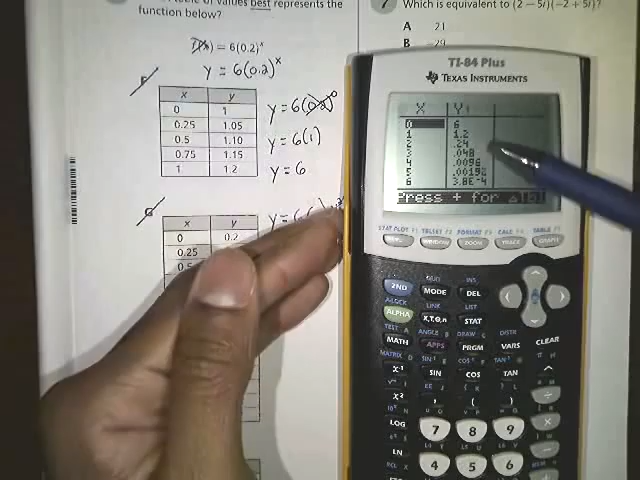 function below?
7 Which is equivalent to (2 – 5i)(–2 + 5i)?
A 21
B –29
= 6(0.2)ˣ
y = 6(0.2)ˣ
F
x y
0 1
0.25 1.05
0.5 1.10
0.75 1.15
1 1.2
y = 6(0.2)⁰
y = 6(1)
y = 6
G
x y
0 0.2
0.25
TI-84 Plus
TEXAS INSTRUMENTS
X Y₁
0 6
1 1.2
2 .24
3 .048
4 .0096
5 .00192
6 3.8E-4
Press + for
STAT PLOT F1 TBLSET F2 FORMAT F3 CALC F4 TABLE F5
Y= WINDOW ZOOM TRACE GRAPH
QUIT INS
2ND MODE DEL
A-LOCK LINK LIST
ALPHA X,T,θ,n STAT
TEST A ANGLE B DRAW C DISTR
MATH APPS PRGM VARS CLEAR
MATRIX D SIN⁻¹ E COS⁻¹ F TAN⁻¹ G π H
x⁻¹ SIN COS TAN ^
x² , ( ) ÷
LOG 7 8 9 ×
LN 4 5 6 −